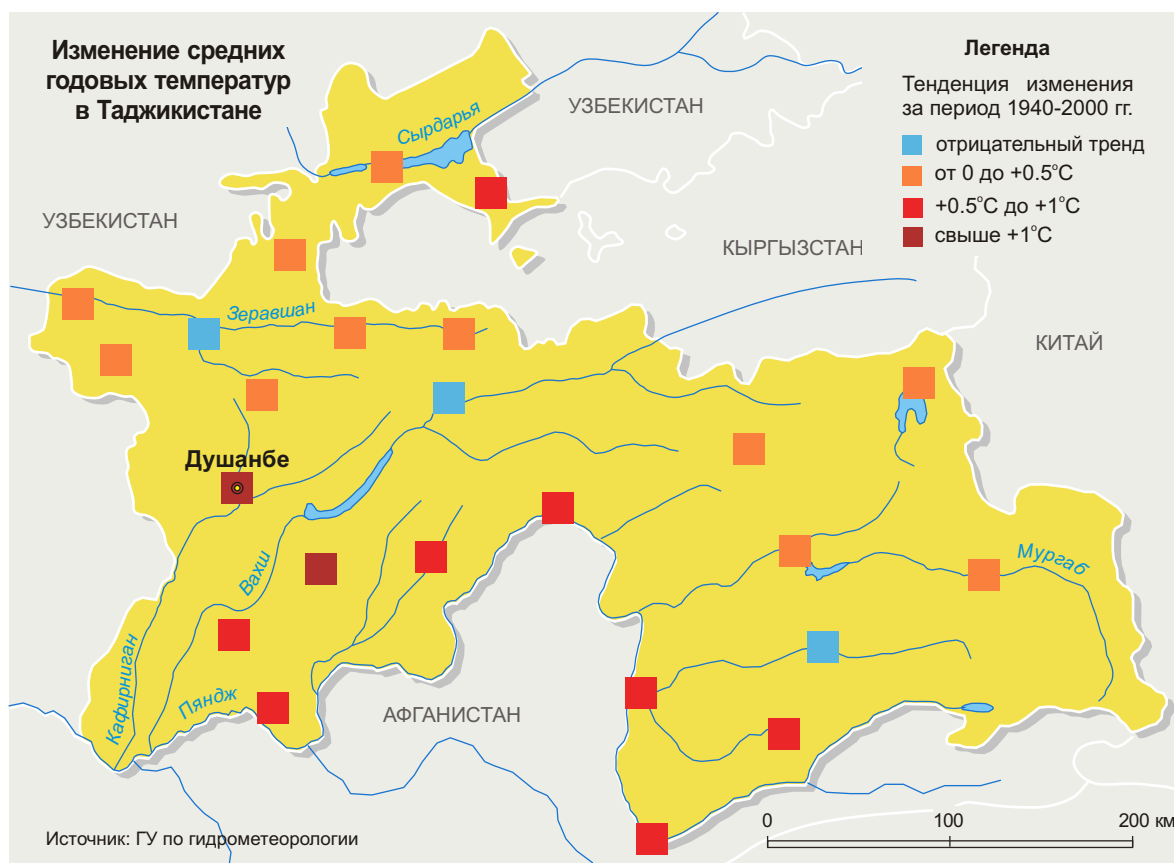 Изменение средних
годовых температур
в Таджикистане
Легенда
Тенденция изменения
за период 1940-2000 гг.
отрицательный тренд
от 0 до +0.5°C
+0.5°C до +1°C
свыше +1°C
УЗБЕКИСТАН
Сырдарья
УЗБЕКИСТАН
КЫРГЫЗСТАН
Зеравшан
КИТАЙ
Душанбе
Вахш
Мургаб
Кафирниган
Пяндж
АФГАНИСТАН
Источник: ГУ по гидрометеорологии
0 100 200 км